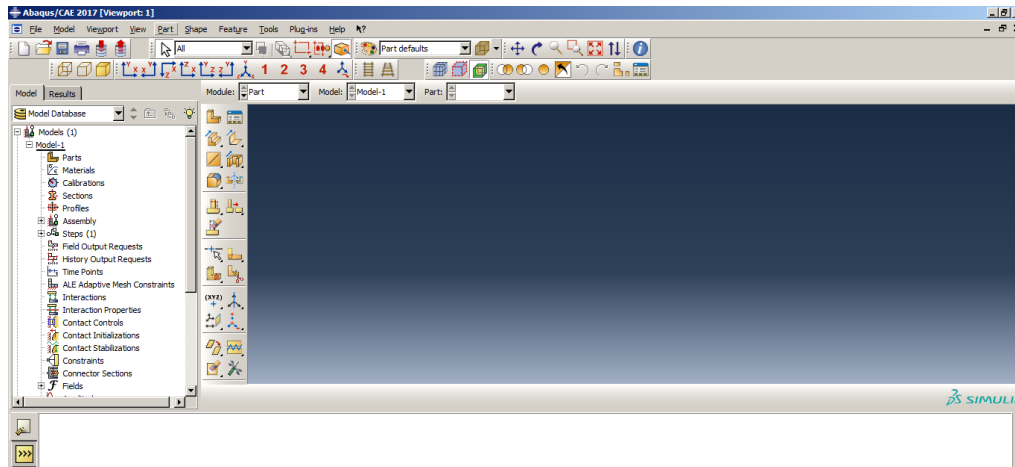 Abaqus/CAE 2017 [Viewport: 1]
File Model Viewport View Part Shape Feature Tools Plug-ins Help
All Part defaults
1 2 3 4
Model Results Module: Part Model: Model-1 Part:
Model Database
Models (1)
Model-1
Parts
Materials
Calibrations
Sections
Profiles
Assembly
Steps (1)
Field Output Requests
History Output Requests
Time Points
ALE Adaptive Mesh Constraints
Interactions
Interaction Properties
Contact Controls
Contact Initializations
Contact Stabilizations
Constraints
Connector Sections
Fields
(XYZ)
SIMULI
>>>